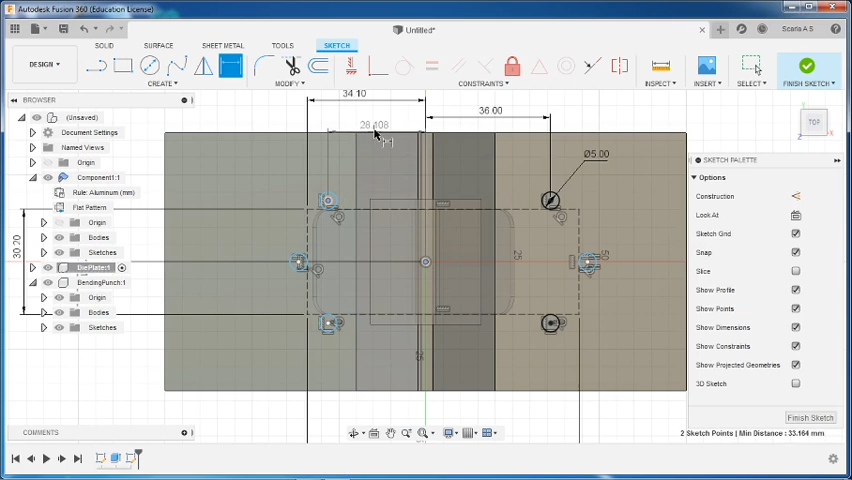 Autodesk Fusion 360 (Education License)
Untitled*
Scaria A S
DESIGN
SOLID
SURFACE
SHEET METAL
TOOLS
SKETCH
CREATE
MODIFY
CONSTRAINTS
INSPECT
INSERT
SELECT
FINISH SKETCH
BROWSER
(Unsaved)
Document Settings
Named Views
Origin
Component1:1
Rule: Aluminum (mm)
Flat Pattern
Origin
Bodies
Sketches
DiePlate:1
BendingPunch:1
Origin
Bodies
Sketches
34.10
28.108
36.00
Ø5.00
30.20
25
50
TOP
Z
X
SKETCH PALETTE
Options
Construction
Look At
Sketch Grid
Snap
Slice
Show Profile
Show Points
Show Dimensions
Show Constraints
Show Projected Geometries
3D Sketch
Finish Sketch
COMMENTS
2 Sketch Points | Min Distance : 33.164 mm